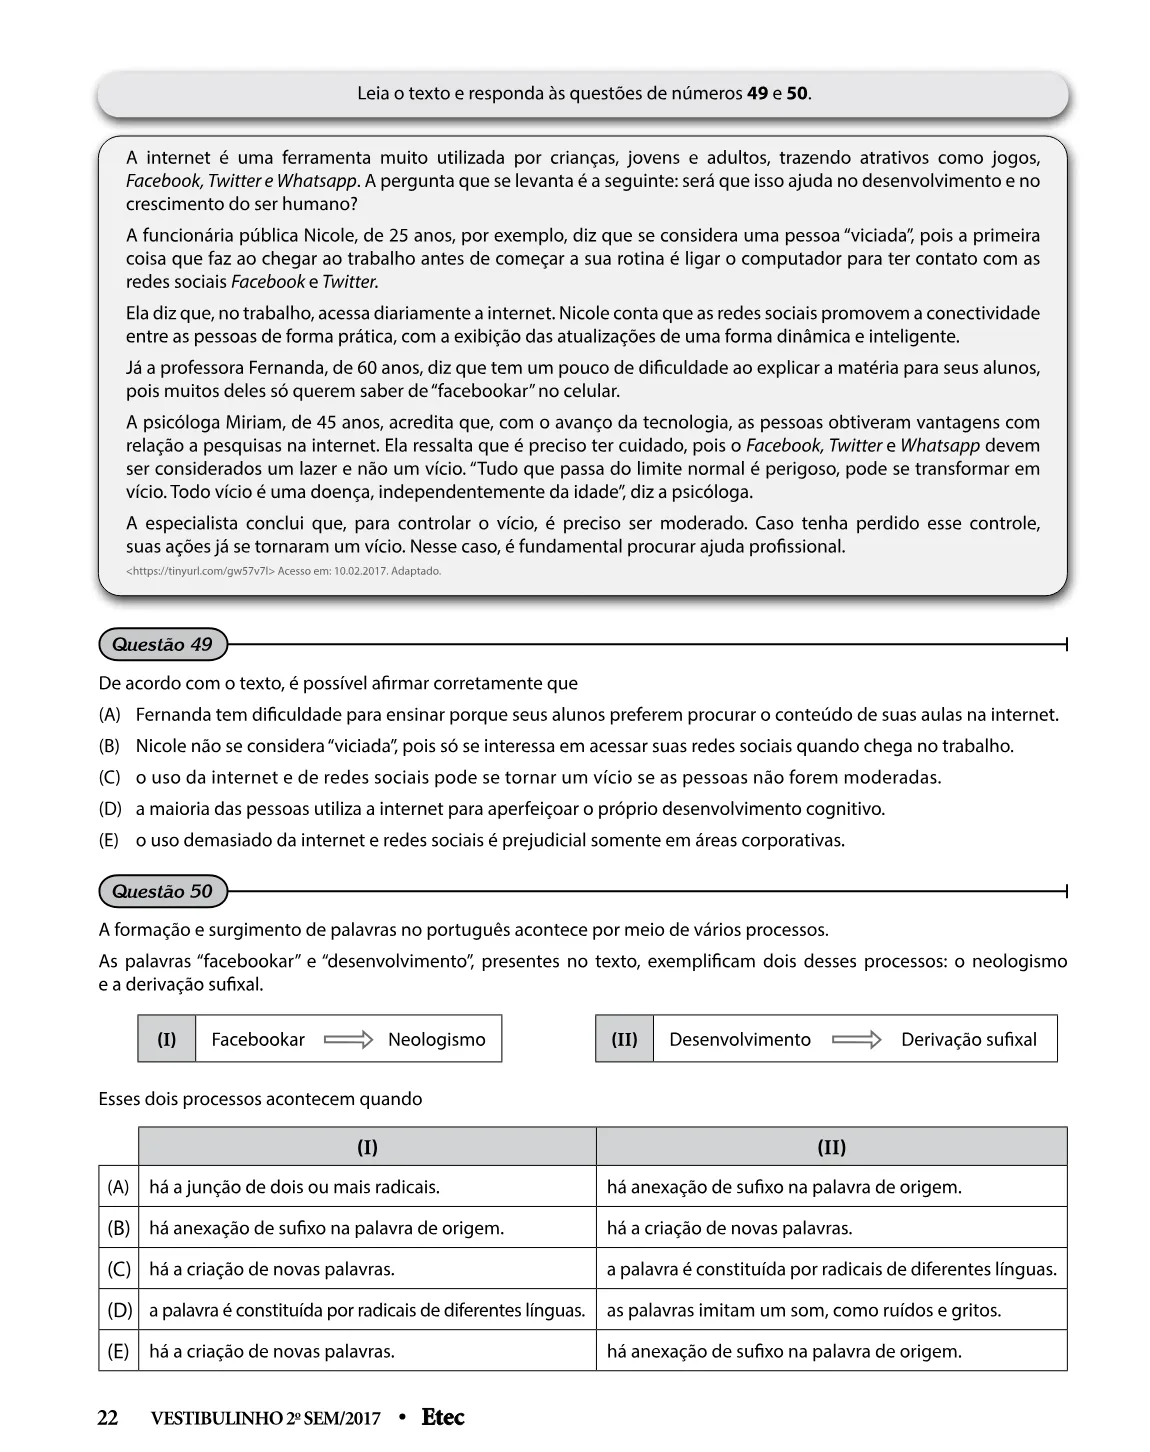 Leia o texto e responda às questões de números 49 e 50.
A internet é uma ferramenta muito utilizada por crianças, jovens e adultos, trazendo atrativos como jogos,
Facebook, Twitter e Whatsapp. A pergunta que se levanta é a seguinte: será que isso ajuda no desenvolvimento e no
crescimento do ser humano?
A funcionária pública Nicole, de 25 anos, por exemplo, diz que se considera uma pessoa “viciada”, pois a primeira
coisa que faz ao chegar ao trabalho antes de começar a sua rotina é ligar o computador para ter contato com as
redes sociais Facebook e Twitter.
Ela diz que, no trabalho, acessa diariamente a internet. Nicole conta que as redes sociais promovem a conectividade
entre as pessoas de forma prática, com a exibição das atualizações de uma forma dinâmica e inteligente.
Já a professora Fernanda, de 60 anos, diz que tem um pouco de dificuldade ao explicar a matéria para seus alunos,
pois muitos deles só querem saber de “facebookar” no celular.
A psicóloga Miriam, de 45 anos, acredita que, com o avanço da tecnologia, as pessoas obtiveram vantagens com
relação a pesquisas na internet. Ela ressalta que é preciso ter cuidado, pois o Facebook, Twitter e Whatsapp devem
ser considerados um lazer e não um vício. “Tudo que passa do limite normal é perigoso, pode se transformar em
vício. Todo vício é uma doença, independentemente da idade”, diz a psicóloga.
A especialista conclui que, para controlar o vício, é preciso ser moderado. Caso tenha perdido esse controle,
suas ações já se tornaram um vício. Nesse caso, é fundamental procurar ajuda profissional.
<https://tinyurl.com/gw57v7l> Acesso em: 10.02.2017. Adaptado.
Questão 49
De acordo com o texto, é possível afirmar corretamente que
(A) Fernanda tem dificuldade para ensinar porque seus alunos preferem procurar o conteúdo de suas aulas na internet.
(B) Nicole não se considera “viciada”, pois só se interessa em acessar suas redes sociais quando chega no trabalho.
(C) o uso da internet e de redes sociais pode se tornar um vício se as pessoas não forem moderadas.
(D) a maioria das pessoas utiliza a internet para aperfeiçoar o próprio desenvolvimento cognitivo.
(E) o uso demasiado da internet e redes sociais é prejudicial somente em áreas corporativas.
Questão 50
A formação e surgimento de palavras no português acontece por meio de vários processos.
As palavras “facebookar” e “desenvolvimento”, presentes no texto, exemplificam dois desses processos: o neologismo
e a derivação sufixal.
(I) Facebookar Neologismo (II) Desenvolvimento Derivação sufixal
Esses dois processos acontecem quando
(I) (II)
(A) há a junção de dois ou mais radicais. há anexação de sufixo na palavra de origem.
(B) há anexação de sufixo na palavra de origem. há a criação de novas palavras.
(C) há a criação de novas palavras. a palavra é constituída por radicais de diferentes línguas.
(D) a palavra é constituída por radicais de diferentes línguas. as palavras imitam um som, como ruídos e gritos.
(E) há a criação de novas palavras. há anexação de sufixo na palavra de origem.
22 VESTIBULINHO 2º SEM/2017 • Etec